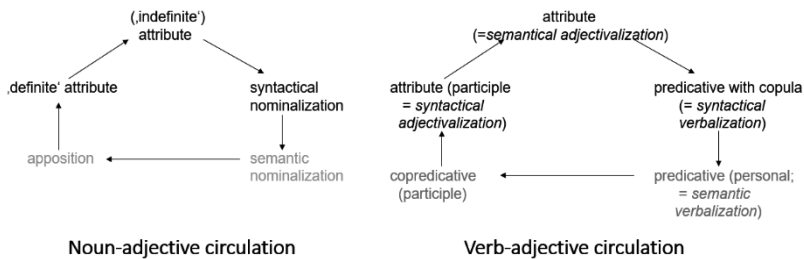 (‚indefinite‘)
attribute
‚definite‘ attribute
syntactical
nominalization
apposition
semantic
nominalization
Noun-adjective circulation
attribute
(=semantical adjectivalization)
attribute (participle
= syntactical
adjectivalization)
predicative with copula
(= syntactical
verbalization)
copredicative
(participle)
predicative (personal;
= semantic
verbalization)
Verb-adjective circulation